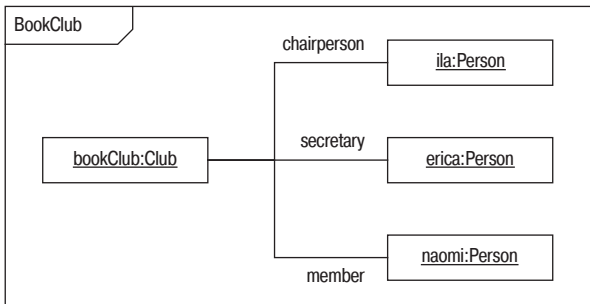 BookClub
chairperson
ila:Person
bookClub:Club
secretary
erica:Person
member
naomi:Person